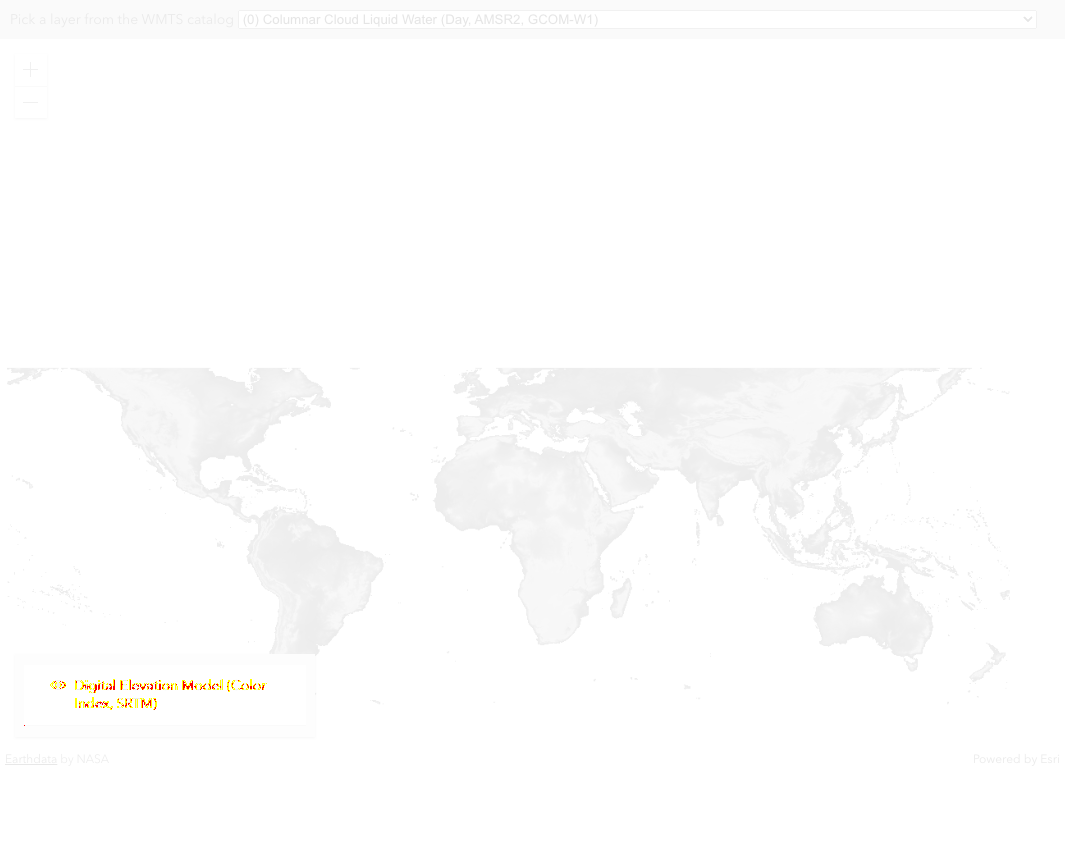 Pick a layer from the WMTS catalog (0) Columnar Cloud Liquid Water (Day, AMSR2, GCOM-W1)
Digital Elevation Model (Color
Index, SRTM)
Earthdata by NASA
Powered by Esri